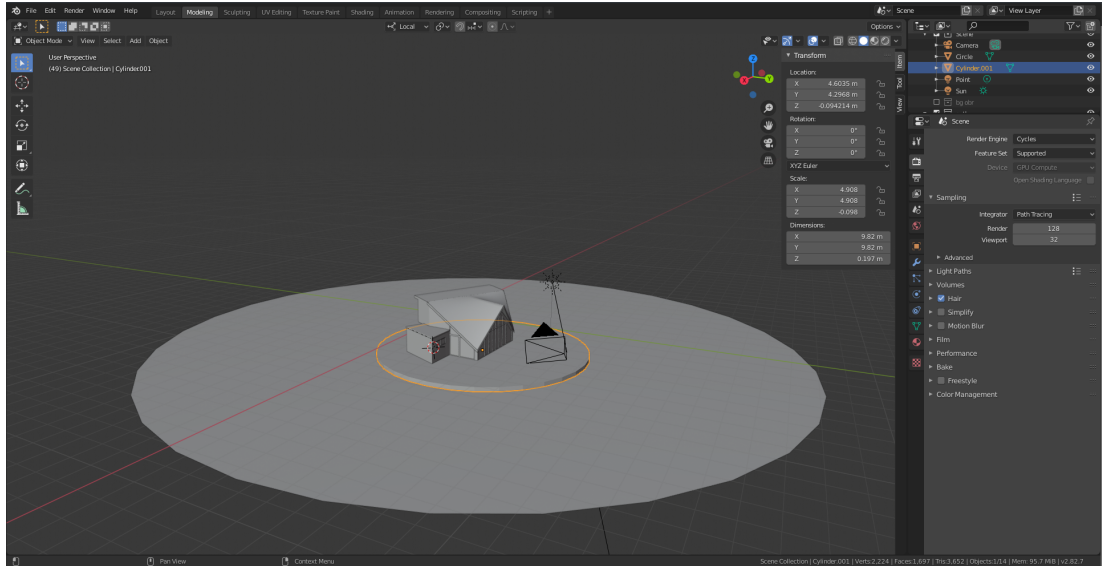 File Edit Render Window Help Layout Modeling Sculpting UV Editing Texture Paint Shading Animation Rendering Compositing Scripting + Scene View Layer
Local Options
Object Mode View Select Add Object
User Perspective
(49) Scene Collection | Cylinder.001
Transform
Location:
X 4.6035 m
Y 4.2968 m
Z -0.094214 m
Rotation:
X 0°
Y 0°
Z 0°
XYZ Euler
Scale:
X 4.908
Y 4.908
Z -0.098
Dimensions:
X 9.82 m
Y 9.82 m
Z 0.197 m
Item
Tool
View
Z
Y
X
Camera
Circle
Cylinder.001
Point
Sun
Scene
Render Engine Cycles
Feature Set Supported
Device GPU Compute
Open Shading Language
Sampling
Integrator Path Tracing
Render 128
Viewport 32
Advanced
Light Paths
Volumes
Hair
Simplify
Motion Blur
Film
Performance
Bake
Freestyle
Color Management
Pan View
Context Menu
Scene Collection | Cylinder.001 | Verts:2,224 | Faces:1,697 | Tris:3,652 | Objects:1/14 | Mem: 95.7 MiB | v2.82.7